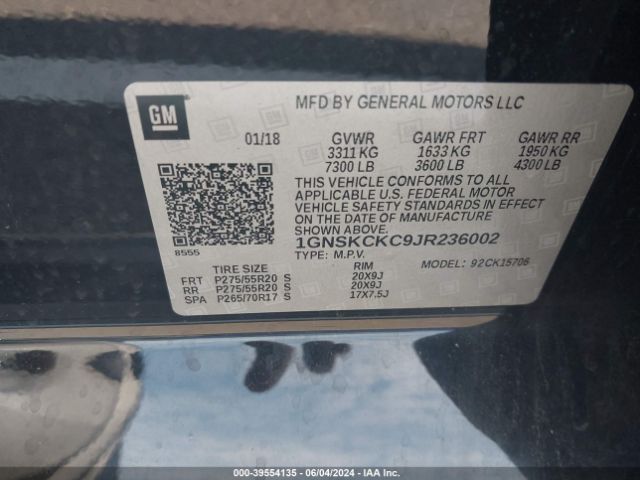 GM
MFD BY GENERAL MOTORS LLC
01/18 GVWR GAWR FRT GAWR RR
3311 KG 1633 KG 1950 KG
7300 LB 3600 LB 4300 LB
THIS VEHICLE CONFORMS TO ALL
APPLICABLE U.S. FEDERAL MOTOR
VEHICLE SAFETY STANDARDS IN EFFECT
ON THE DATE OF MANUFACTURE
SHOWN ABOVE.
8555
1GNSKCKC9JR236002
TYPE: M.P.V. MODEL: 92CK15706
TIRE SIZE RIM
FRT P275/55R20 S 20X9J
RR P275/55R20 S 20X9J
SPA P265/70R17 S 17X7.5J
000-39554135 - 06/04/2024 - IAA Inc.